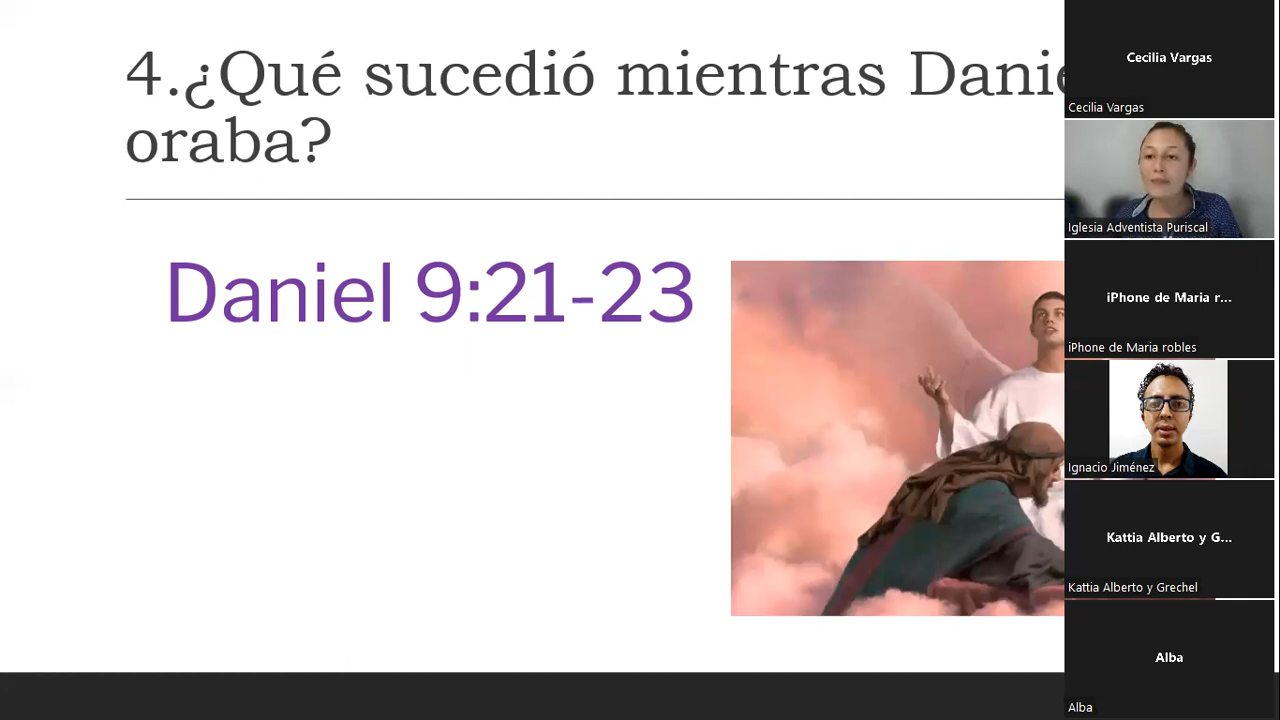 4.¿Qué sucedió mientras
oraba?
Daniel 9:21-23
Cecilia Vargas
Cecilia Vargas
Iglesia Adventista Puriscal
iPhone de Maria r...
iPhone de Maria robles
Ignacio Jiménez
Kattia Alberto y G...
Kattia Alberto y Grechel
Alba
Alba